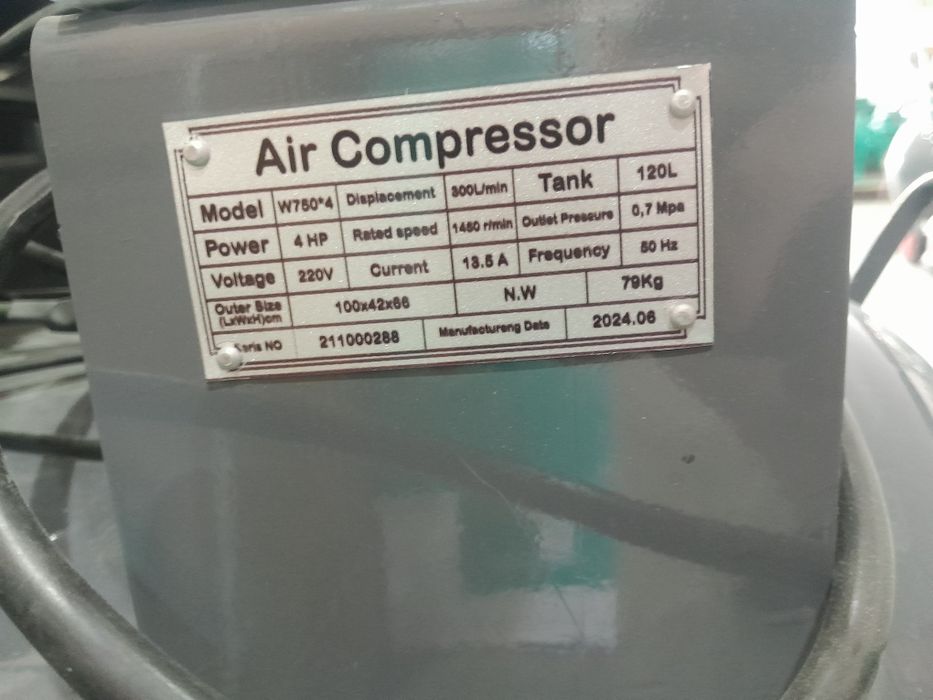 Air Compressor
Model W750*4 Displacement 300L/min Tank 120L
Power 4 HP Rated speed 1450 r/min Outlet Pressure 0,7 Mpa
Voltage 220V Current 13.5 A Frequency 50 Hz
Outer Size (LxWxH)cm 100x42x66 N.W 79Kg
NO 211000288 Manufactureng Date 2024.06